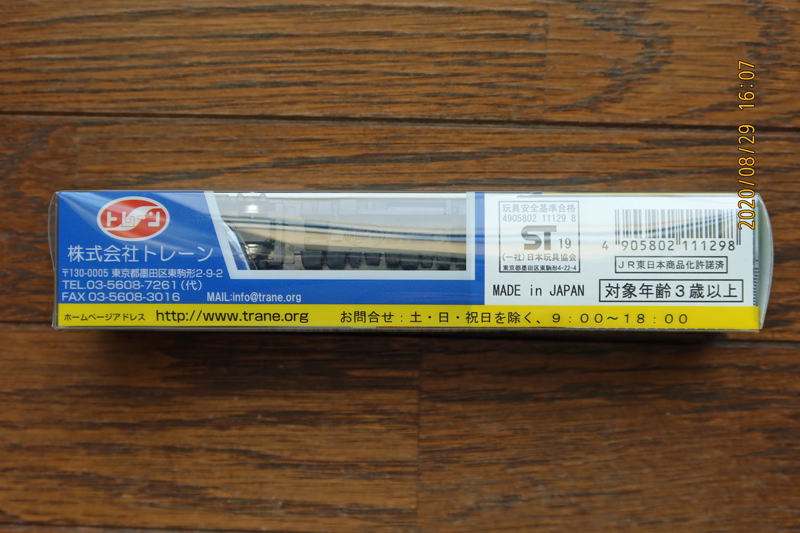 トレーン
株式会社トレーン
〒130-0005 東京都墨田区東駒形2-9-2
TEL.03-5608-7261(代)
FAX 03-5608-3016 MAIL:info@trane.org
玩具安全基準合格
4905802 11129 8
ST 19
(一社)日本玩具協会
東京都墨田区東駒形4-22-4
4 905802 111298
JR東日本商品化許諾済
MADE in JAPAN
対象年齢3歳以上
ホームページアドレス http://www.trane.org お問合せ：土・日・祝日を除く、9：00〜18：00
2020/08/29 16:07